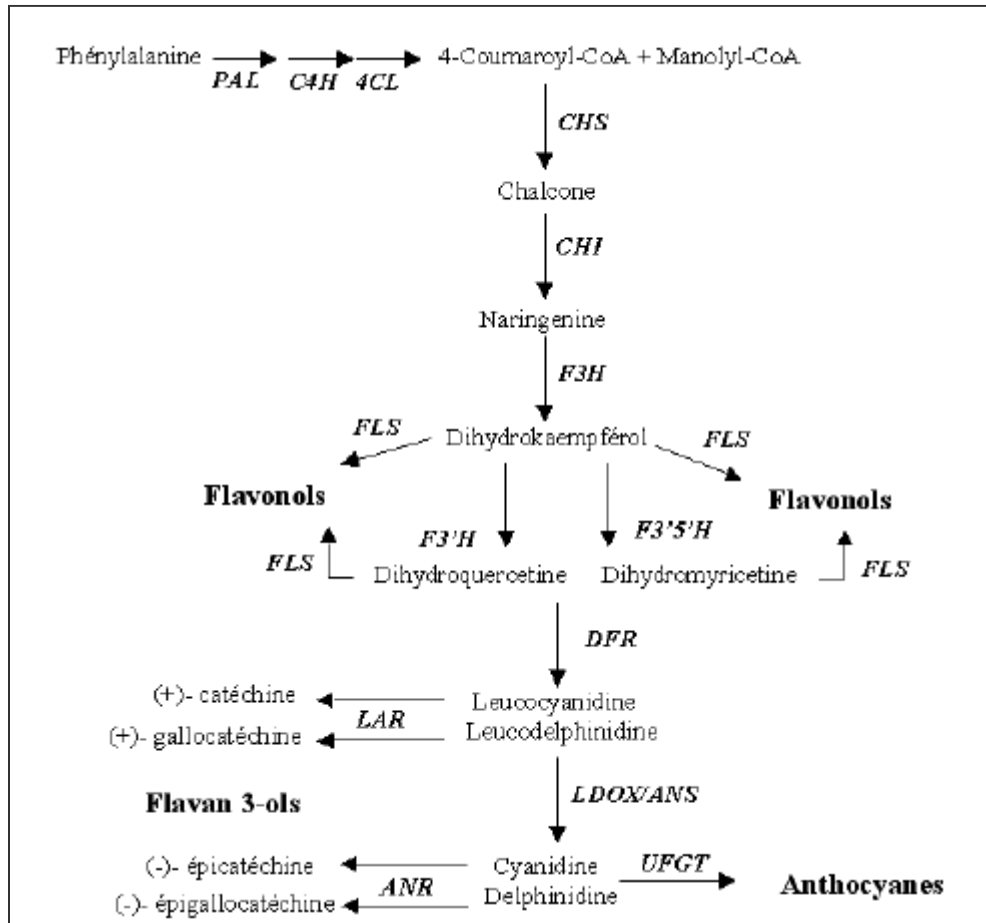 Phénylalanine 4-Coumaroyl-CoA + Manolyl-CoA
PAL C4H 4CL
CHS
Chalcone
CHI
Naringenine
F3H
FLS Dihydrokaempférol FLS
Flavonols Flavonols
F3'H F3'5'H
FLS Dihydroquercetine Dihydromyricetine FLS
DFR
(+)- catéchine Leucocyanidine
LAR
(+)- gallocatéchine Leucodelphinidine
Flavan 3-ols LDOX/ANS
(-)- épicatéchine Cyanidine UFGT
ANR Anthocyanes
(-)- épigallocatéchine Delphinidine